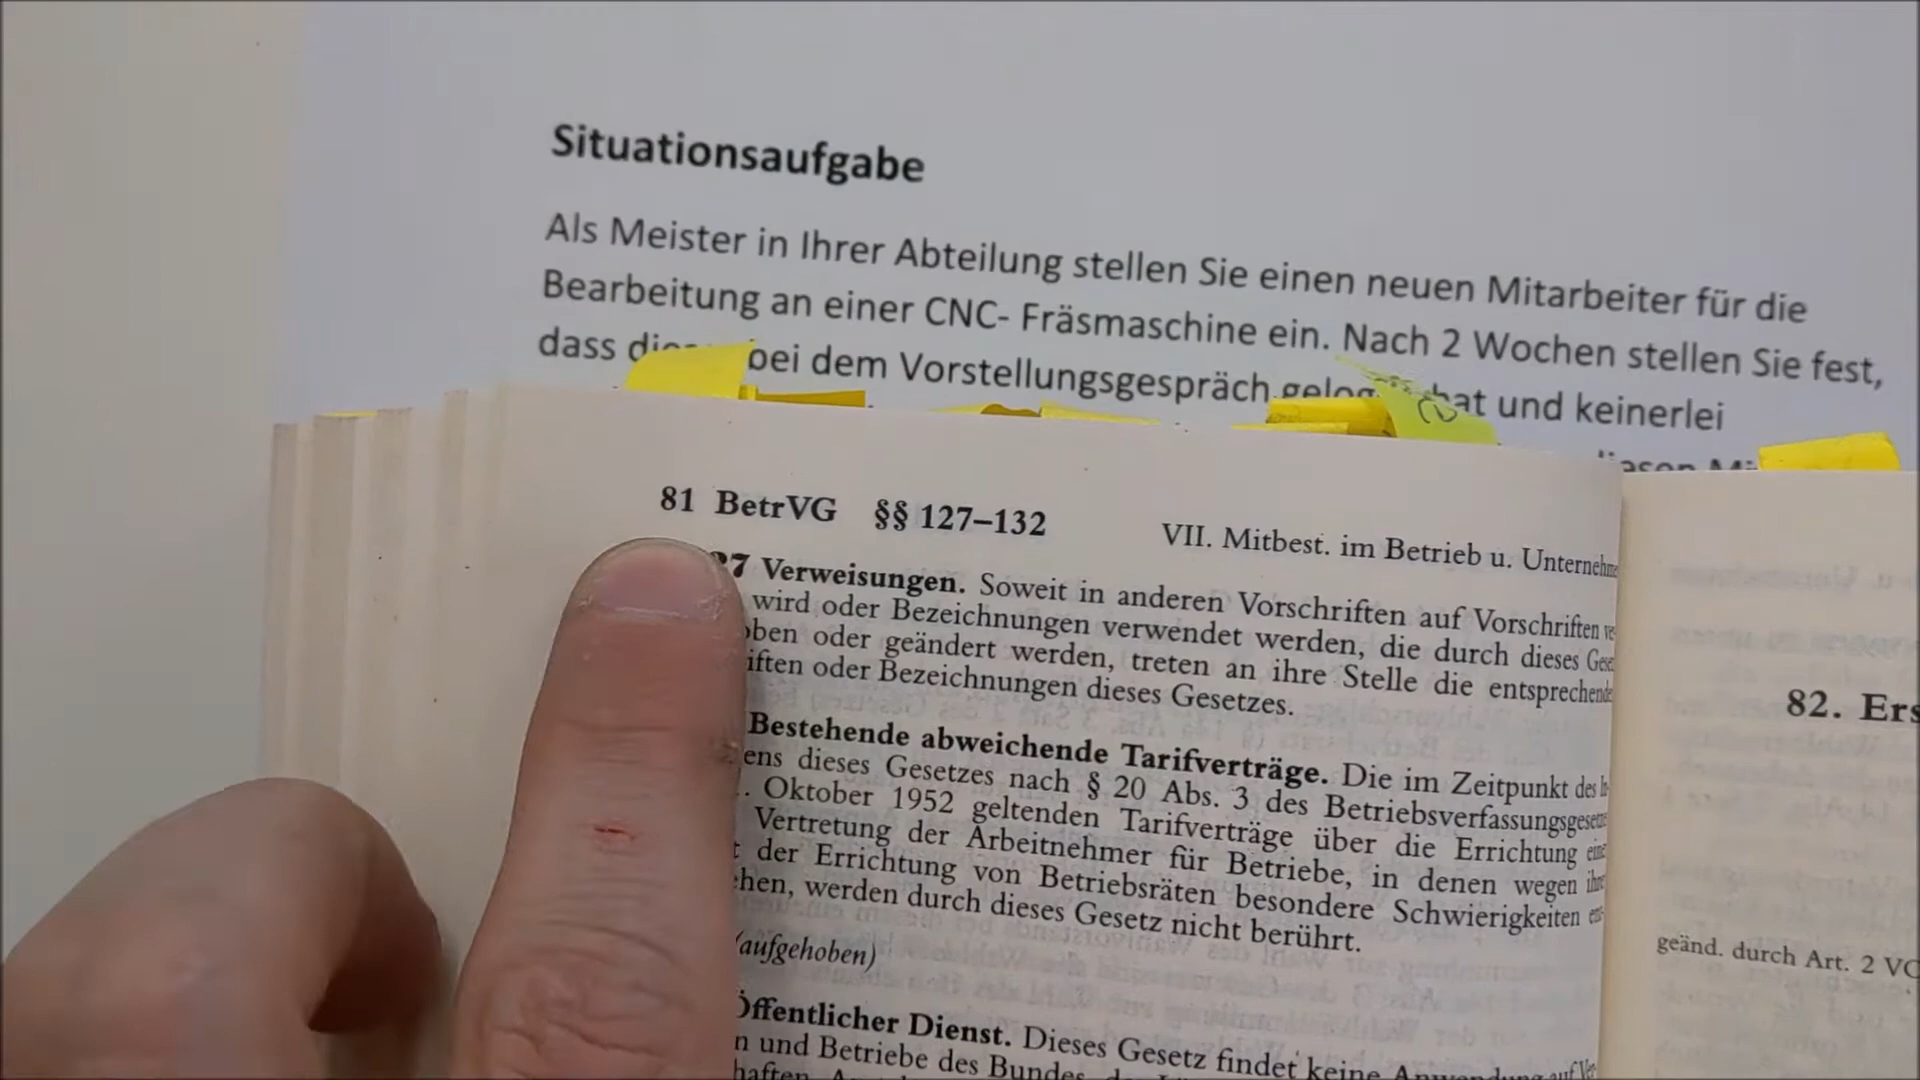 Situationsaufgabe
Als Meister in Ihrer Abteilung stellen Sie einen neuen Mitarbeiter für die
Bearbeitung an einer CNC- Fräsmaschine ein. Nach 2 Wochen stellen Sie fest,
dass bei dem Vorstellungsgespräch hat und keinerlei
81 BetrVG §§ 127–132
VII. Mitbest. im Betrieb u.
Verweisungen. Soweit in anderen Vorschriften auf Vorschriften
wird oder Bezeichnungen verwendet werden, die durch dieses
oder geändert werden, treten an ihre Stelle die
oder Bezeichnungen dieses Gesetzes.
Bestehende abweichende Tarifverträge. Die im Zeitpunkt des
dieses Gesetzes nach § 20 Abs. 3 des
Oktober 1952 geltenden Tarifverträge über die Errichtung
Vertretung der Arbeitnehmer für Betriebe, in denen wegen
der Errichtung von Betriebsräten besondere Schwierigkeiten
werden durch dieses Gesetz nicht berührt.
(aufgehoben)
Öffentlicher Dienst. Dieses Gesetz findet keine
und Betriebe des Bundes,
82.
geänd. durch Art. 2